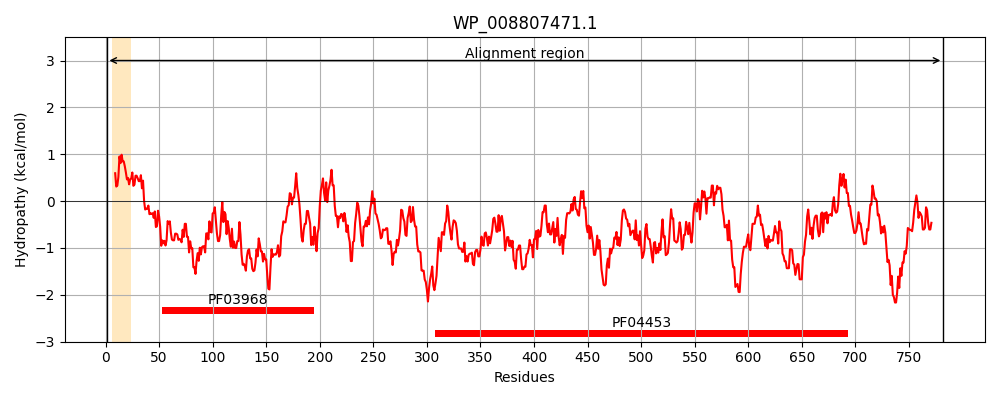 WP_008807471.1
Alignment region
3
2
1
0
−1
−2
−3
Hydropathy (kcal/mol)
PF03968
PF04453
0 50 100 150 200 250 300 350 400 450 500 550 600 650 700 750
Residues